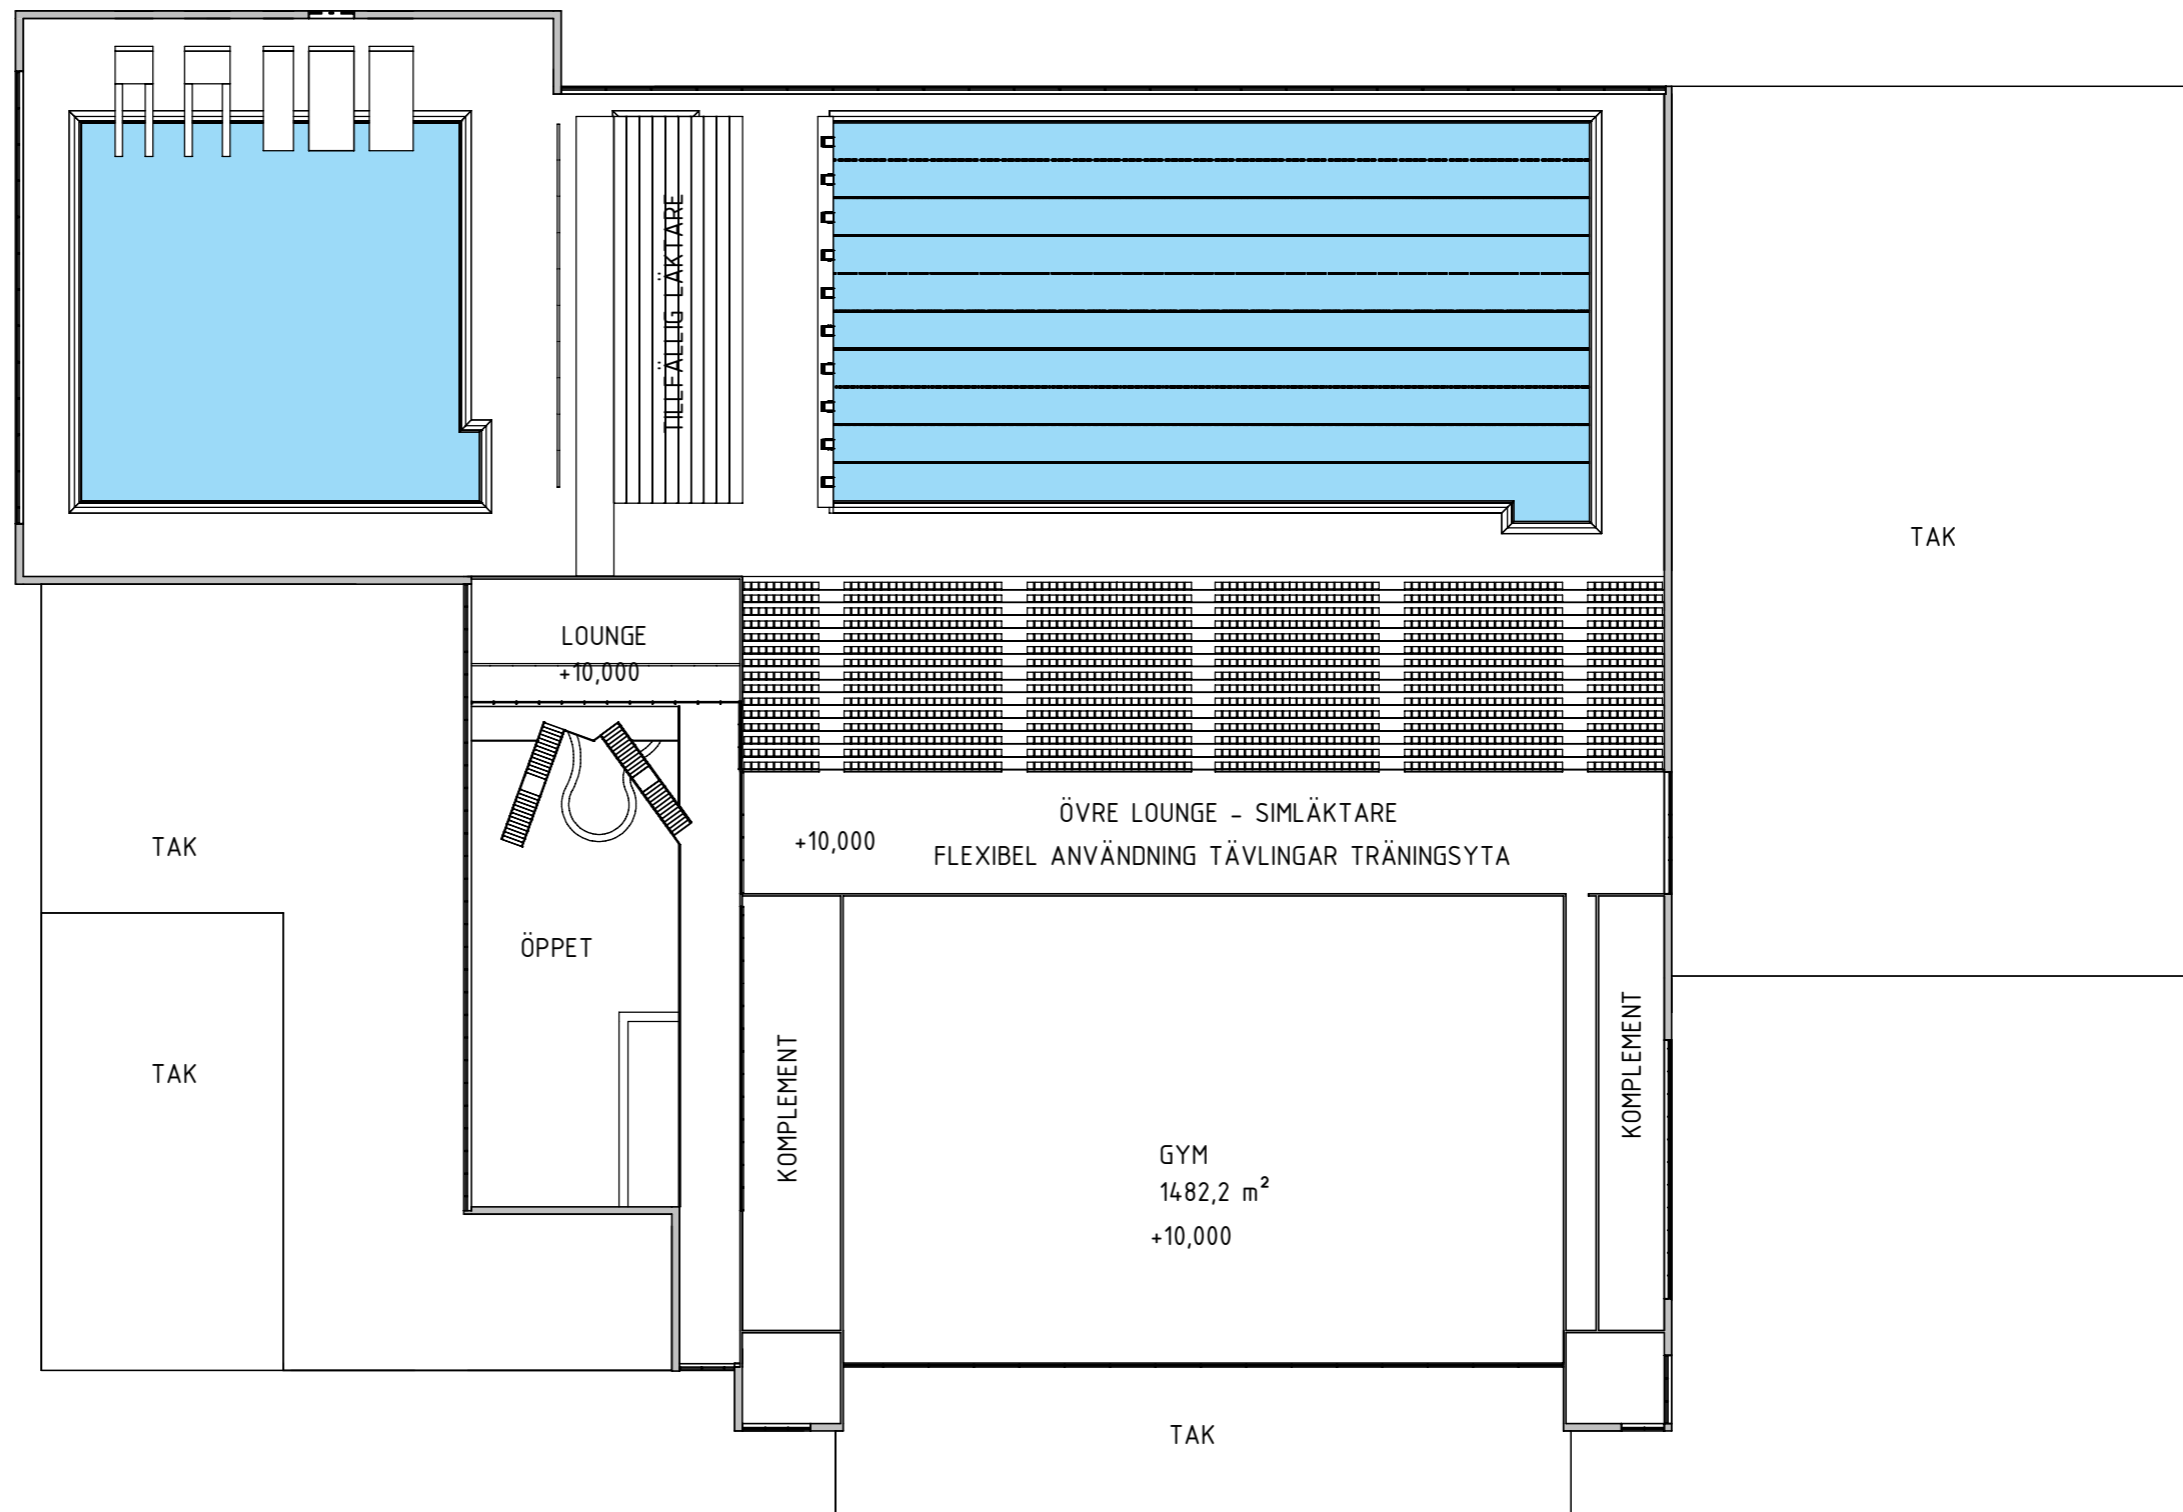 TILLFÄLLIG LÄKTARE
TAK
LOUNGE
+10,000
ÖVRE LOUNGE - SIMLÄKTARE
+10,000
FLEXIBEL ANVÄNDNING TÄVLINGAR TRÄNINGSYTA
TAK
ÖPPET
TAK
KOMPLEMENT
KOMPLEMENT
GYM
1482,2 m²
+10,000
TAK